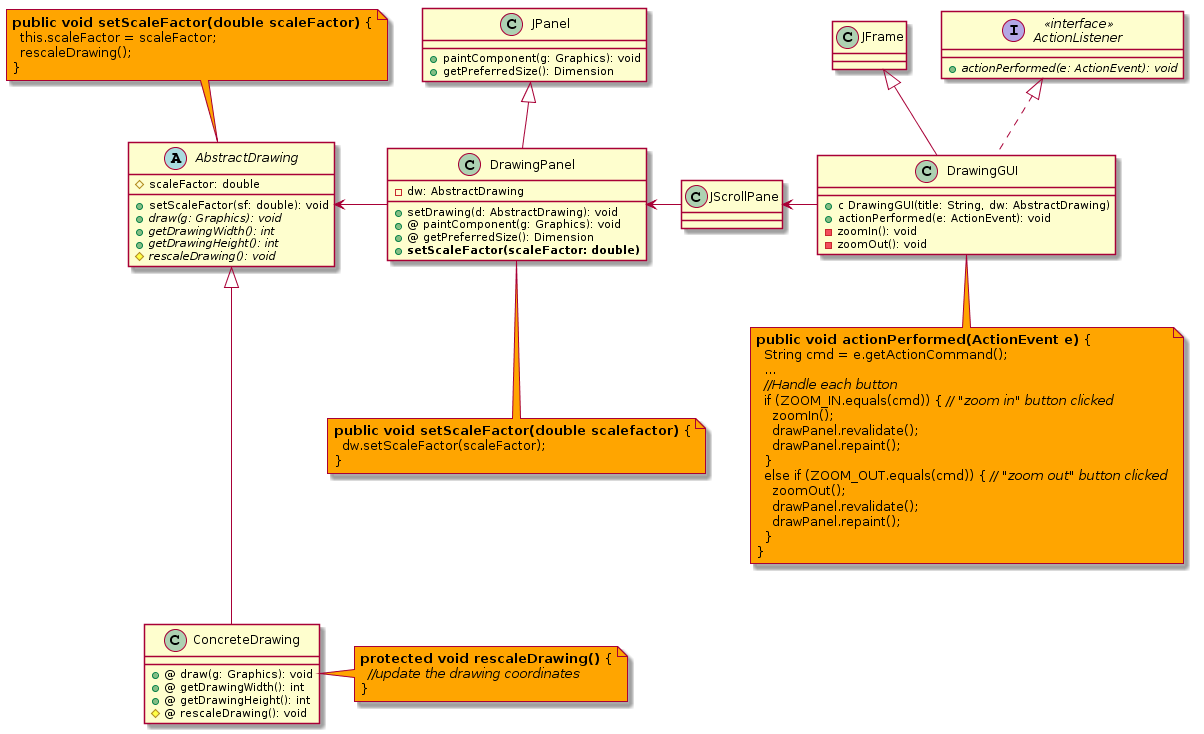 public void setScaleFactor(double scaleFactor) {
this.scaleFactor = scaleFactor;
rescaleDrawing();
}
C JPanel
paintComponent(g: Graphics): void
getPreferredSize(): Dimension
C JFrame
I «interface»
ActionListener
actionPerformed(e: ActionEvent): void
A AbstractDrawing
scaleFactor: double
setScaleFactor(sf: double): void
draw(g: Graphics): void
getDrawingWidth(): int
getDrawingHeight(): int
rescaleDrawing(): void
C DrawingPanel
dw: AbstractDrawing
setDrawing(d: AbstractDrawing): void
@ paintComponent(g: Graphics): void
@ getPreferredSize(): Dimension
setScaleFactor(scaleFactor: double)
C JScrollPane
C DrawingGUI
c DrawingGUI(title: String, dw: AbstractDrawing)
actionPerformed(e: ActionEvent): void
zoomIn(): void
zoomOut(): void
public void setScaleFactor(double scalefactor) {
dw.setScaleFactor(scaleFactor);
}
public void actionPerformed(ActionEvent e) {
String cmd = e.getActionCommand();
...
//Handle each button
if (ZOOM_IN.equals(cmd)) { // "zoom in" button clicked
zoomIn();
drawPanel.revalidate();
drawPanel.repaint();
}
else if (ZOOM_OUT.equals(cmd)) { // "zoom out" button clicked
zoomOut();
drawPanel.revalidate();
drawPanel.repaint();
}
}
C ConcreteDrawing
@ draw(g: Graphics): void
@ getDrawingWidth(): int
@ getDrawingHeight(): int
@ rescaleDrawing(): void
protected void rescaleDrawing() {
//update the drawing coordinates
}